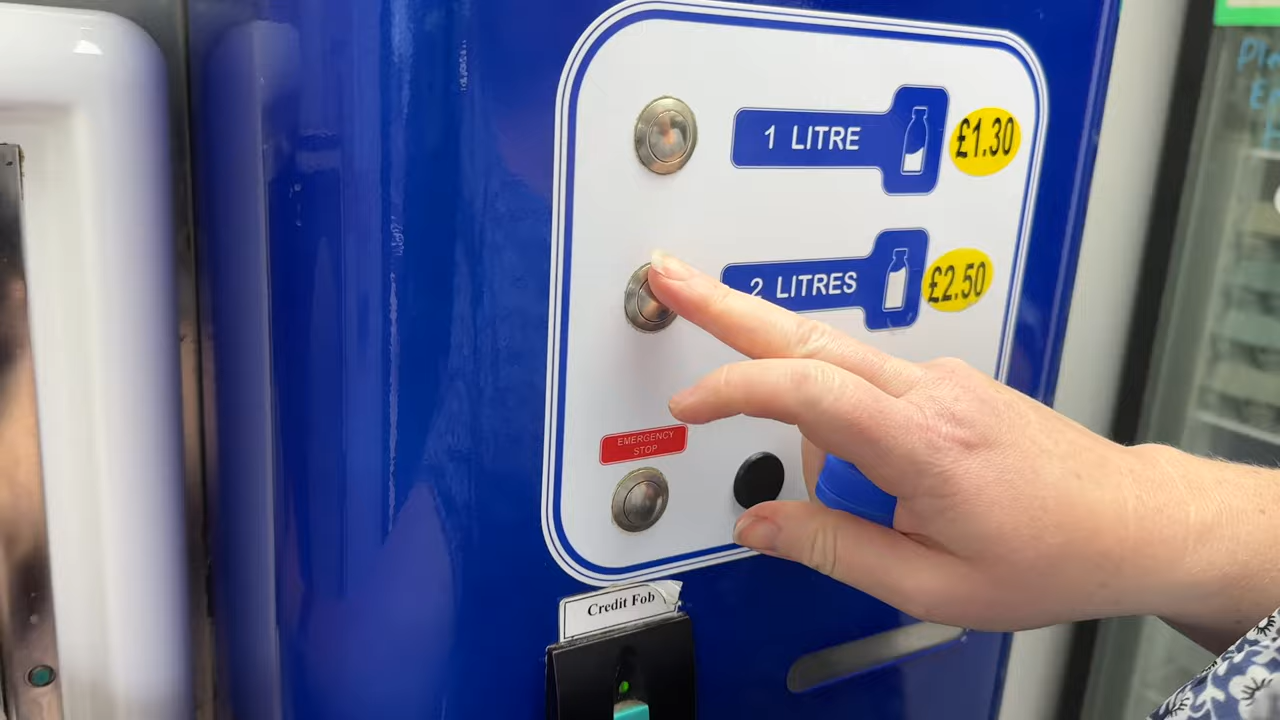 1 LITRE
£1.30
2 LITRES
£2.50
EMERGENCY
STOP
Credit Fob